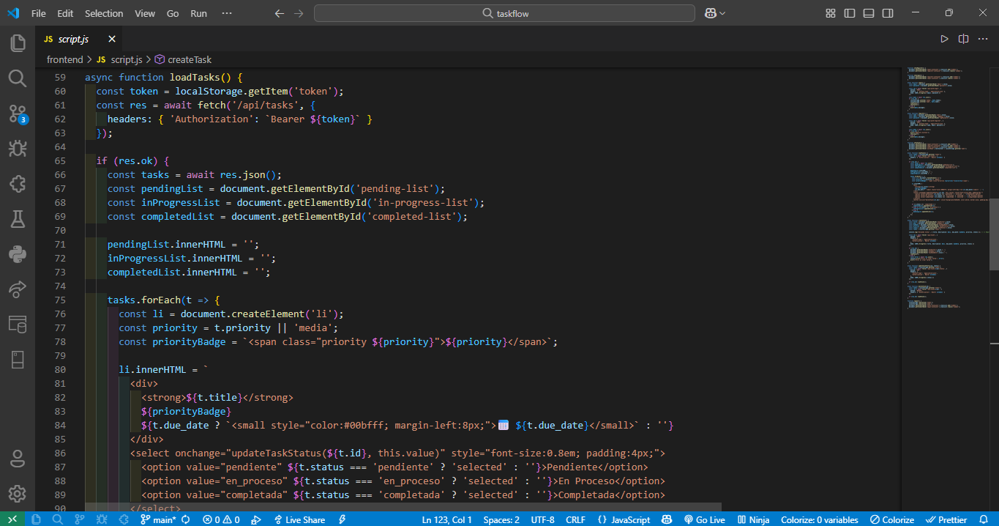 File Edit Selection View Go Run ···
taskflow
JS script.js
frontend > JS script.js > createTask
59 async function loadTasks() {
60 const token = localStorage.getItem('token');
61 const res = await fetch('/api/tasks', {
62 headers: { 'Authorization': `Bearer ${token}` }
63 });
64
65 if (res.ok) {
66 const tasks = await res.json();
67 const pendingList = document.getElementById('pending-list');
68 const inProgressList = document.getElementById('in-progress-list');
69 const completedList = document.getElementById('completed-list');
70
71 pendingList.innerHTML = '';
72 inProgressList.innerHTML = '';
73 completedList.innerHTML = '';
74
75 tasks.forEach(t => {
76 const li = document.createElement('li');
77 const priority = t.priority || 'media';
78 const priorityBadge = `<span class="priority ${priority}">${priority}</span>`;
79
80 li.innerHTML = `
81 <div>
82 <strong>${t.title}</strong>
83 ${priorityBadge}
84 ${t.due_date ? `<small style="color:#00bfff; margin-left:8px;">📅 ${t.due_date}</small>` : ''}
85 </div>
86 <select onchange="updateTaskStatus(${t.id}, this.value)" style="font-size:0.8em; padding:4px;">
87 <option value="pendiente" ${t.status === 'pendiente' ? 'selected' : ''}>Pendiente</option>
88 <option value="en_proceso" ${t.status === 'en_proceso' ? 'selected' : ''}>En Proceso</option>
89 <option value="completada" ${t.status === 'completada' ? 'selected' : ''}>Completada</option>
90 </select>
3
main* 0 0 Live Share Ln 123, Col 1 Spaces: 2 UTF-8 CRLF {} JavaScript Go Live Ninja Colorize: 0 variables Colorize Prettier